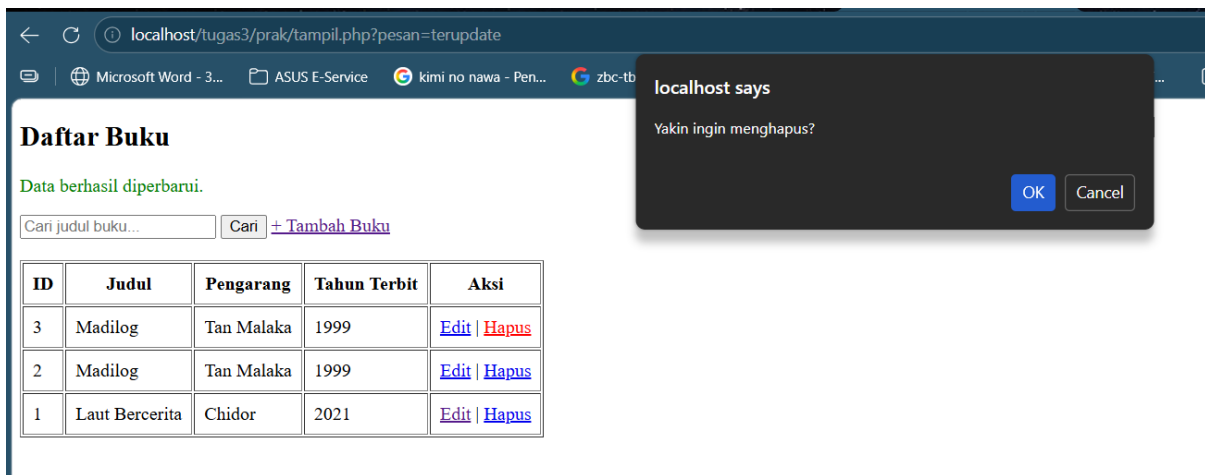 localhost/tugas3/prak/tampil.php?pesan=terupdate
Microsoft Word - 3... ASUS E-Service kimi no nawa - Pen... zbc-tb ...
localhost says
Yakin ingin menghapus?
OK Cancel
Daftar Buku
Data berhasil diperbarui.
Cari judul buku... Cari + Tambah Buku
ID Judul Pengarang Tahun Terbit Aksi
3 Madilog Tan Malaka 1999 Edit | Hapus
2 Madilog Tan Malaka 1999 Edit | Hapus
1 Laut Bercerita Chidor 2021 Edit | Hapus